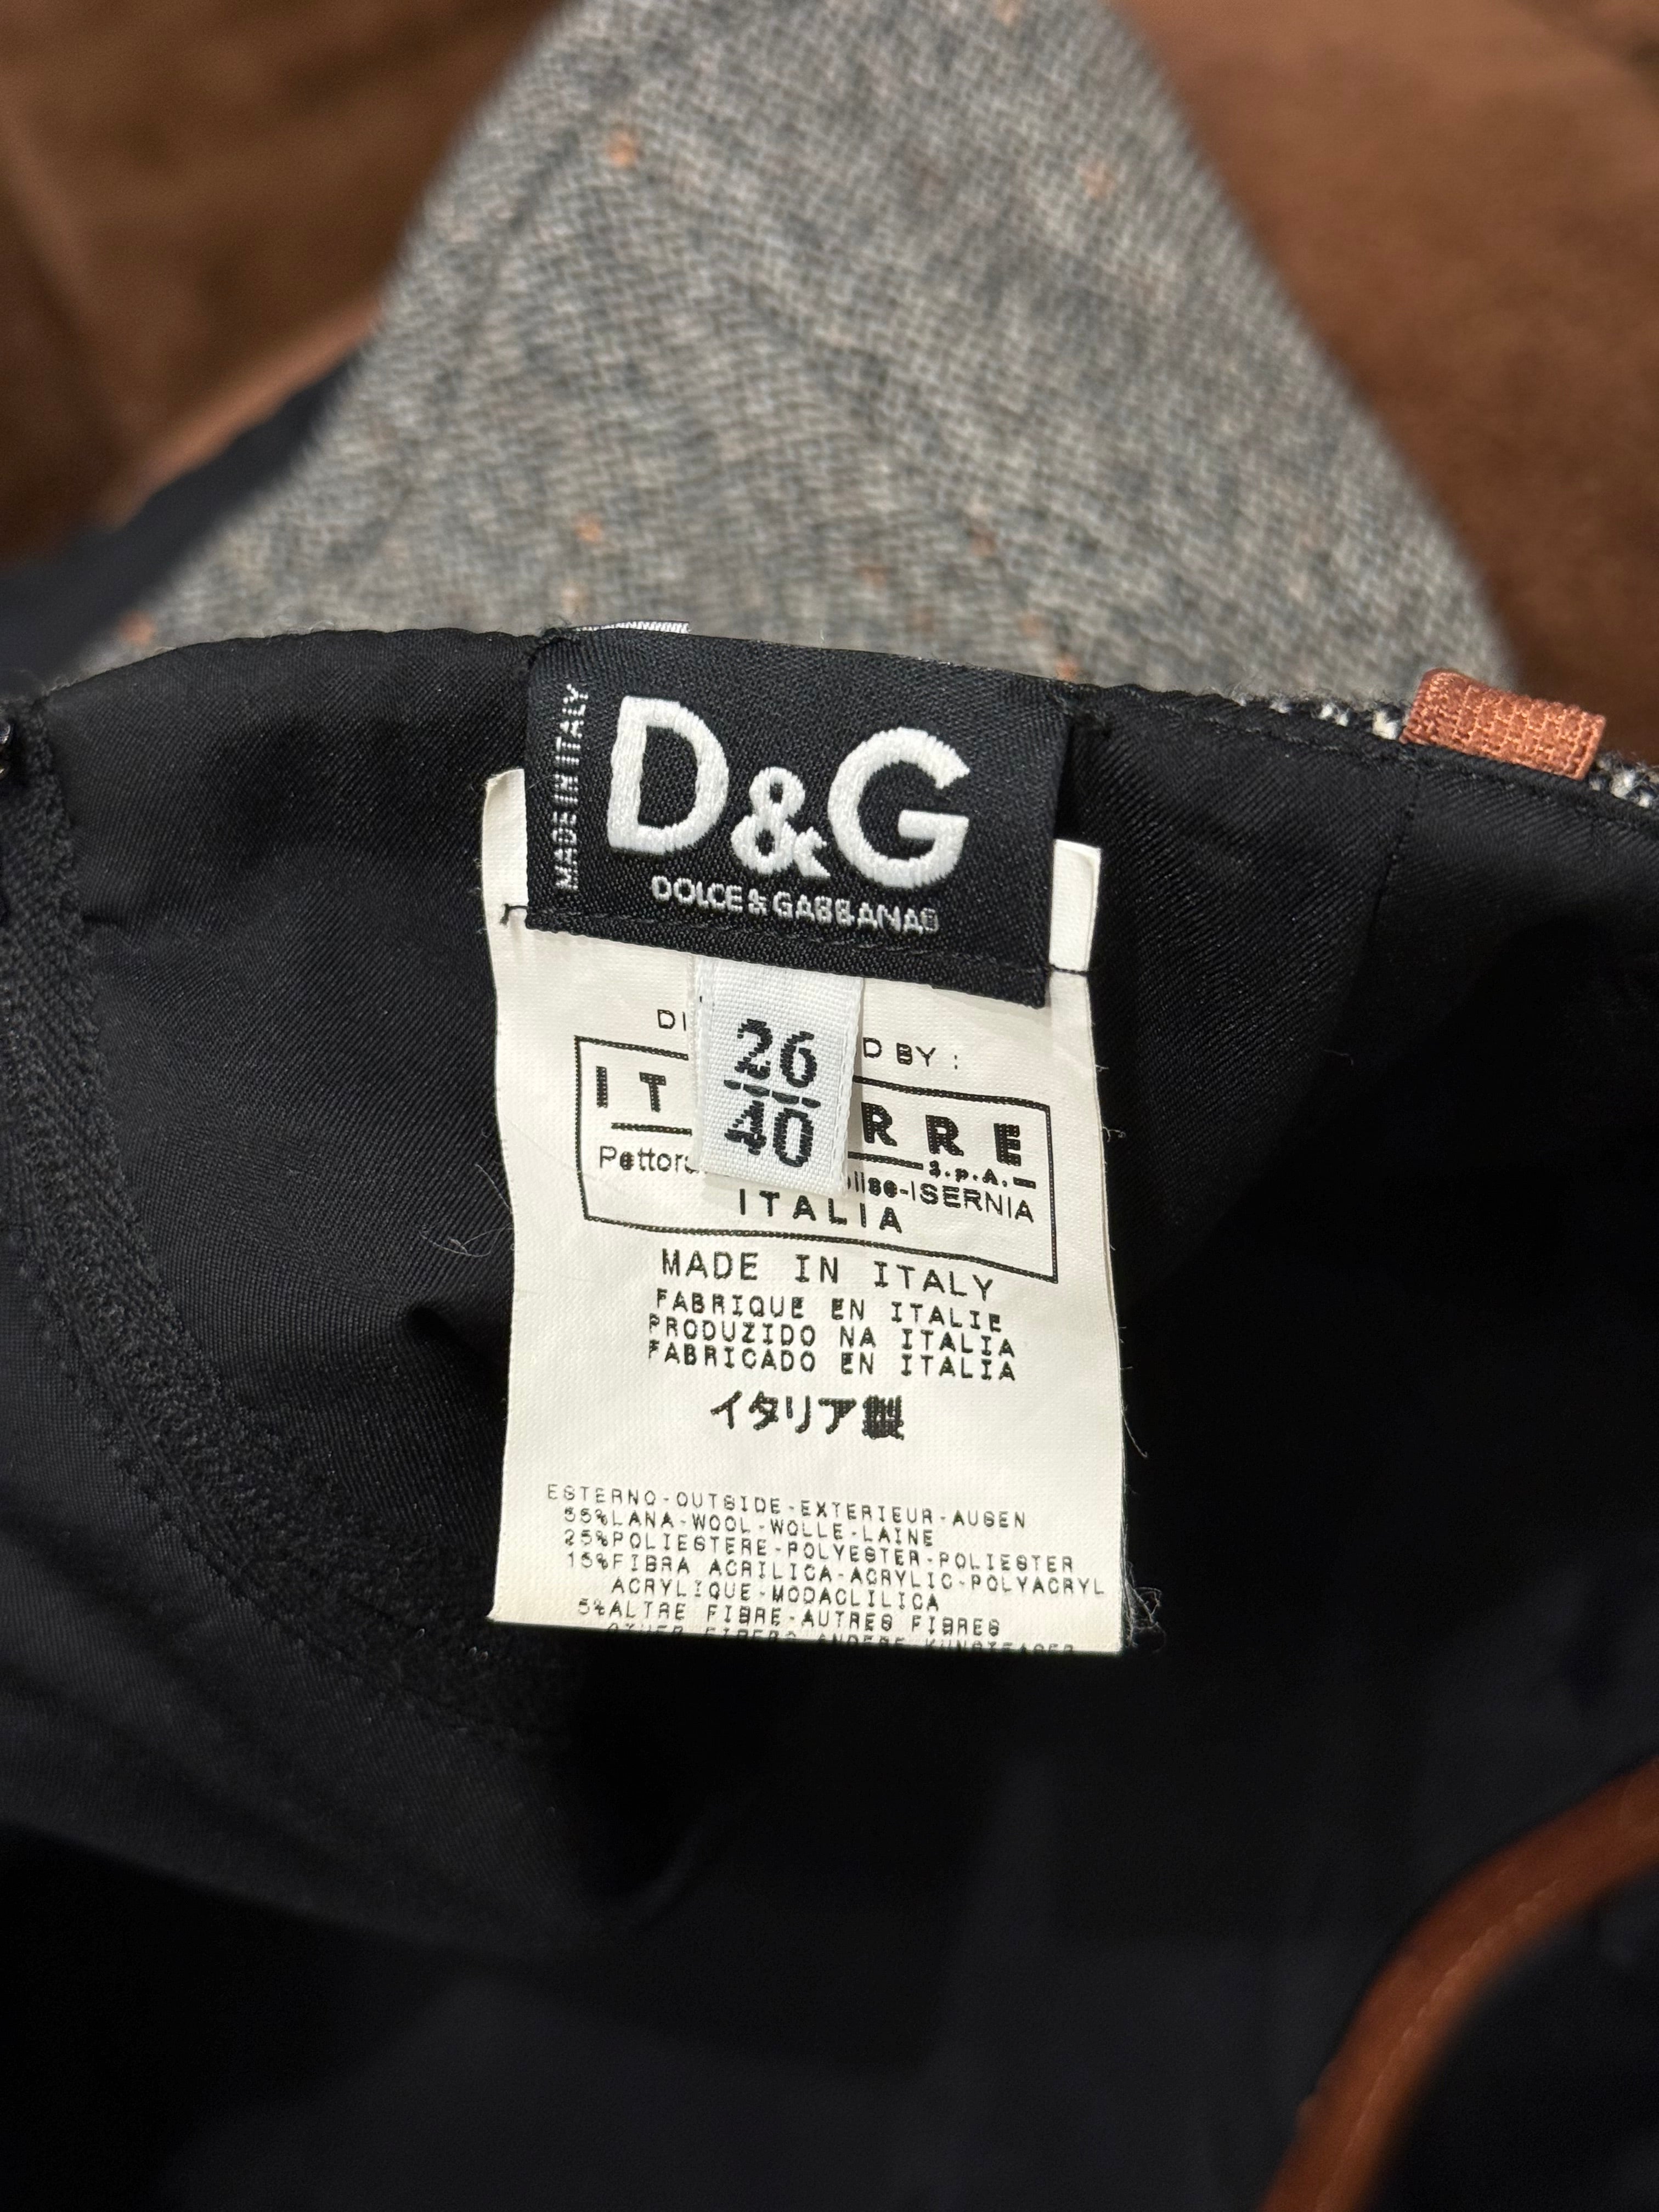 MADE IN ITALY
D&G
DOLCE & GABBANA
26
40
D BY :
IT RRE
S.p.A.
-ISERNIA
ITALIA
MADE IN ITALY
FABRIQUE EN ITALIE
PRODUZIDO NA ITALIA
FABRICADO EN ITALIA
イタリア製
ESTERNO-OUTSIDE-EXTERIEUR-AUSEN
55%LANA-WOOL-WOLLE-LAINE
25%POLIESTERE-POLYESTER-POLIESTER
15%FIBRA ACRILICA-ACRYLIC-POLYACRYL
ACRYLIQUE-MODACLILICA
5%ALTRE FIBRE-AUTRES FIBRES